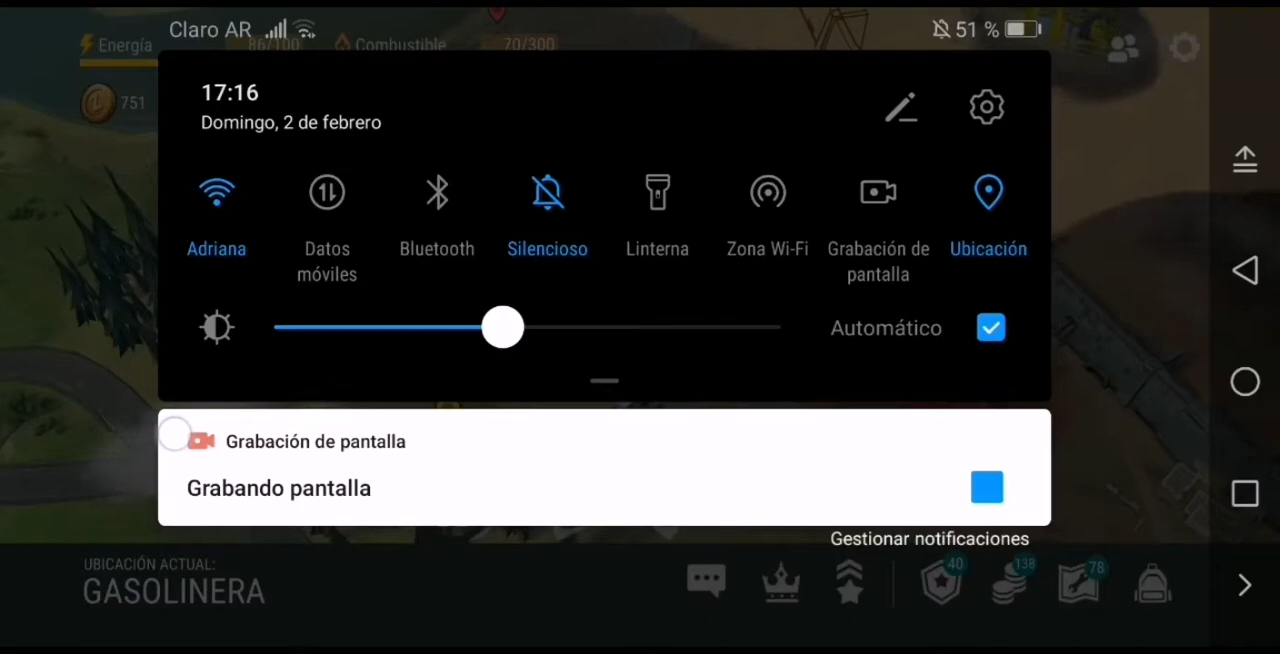 Claro AR
51 %
Energía
86/100
Combustible
70/300
751
17:16
Domingo, 2 de febrero
Adriana
Datos
móviles
Bluetooth
Silencioso
Linterna
Zona Wi-Fi
Grabación de
pantalla
Ubicación
Automático
Grabación de pantalla
Grabando pantalla
Gestionar notificaciones
UBICACIÓN ACTUAL:
GASOLINERA
40
138
78